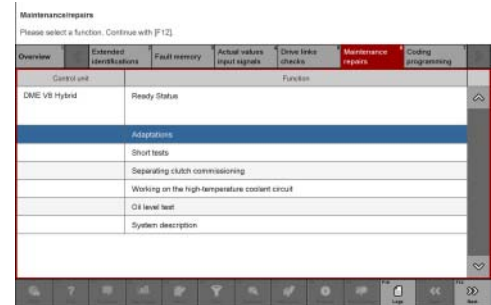 Maintenance/repairs
Please select a function. Continue with [F12].
Overview
Extended identifications
Fault memory
Actual values input signals
Drive links checks
Maintenance repairs
Coding programming
Control unit
Function
DME V8 Hybrid
Ready Status
Adaptations
Short tests
Separating clutch commissioning
Working on the high-temperature coolant circuit
Oil level test
System description
Logs
Back